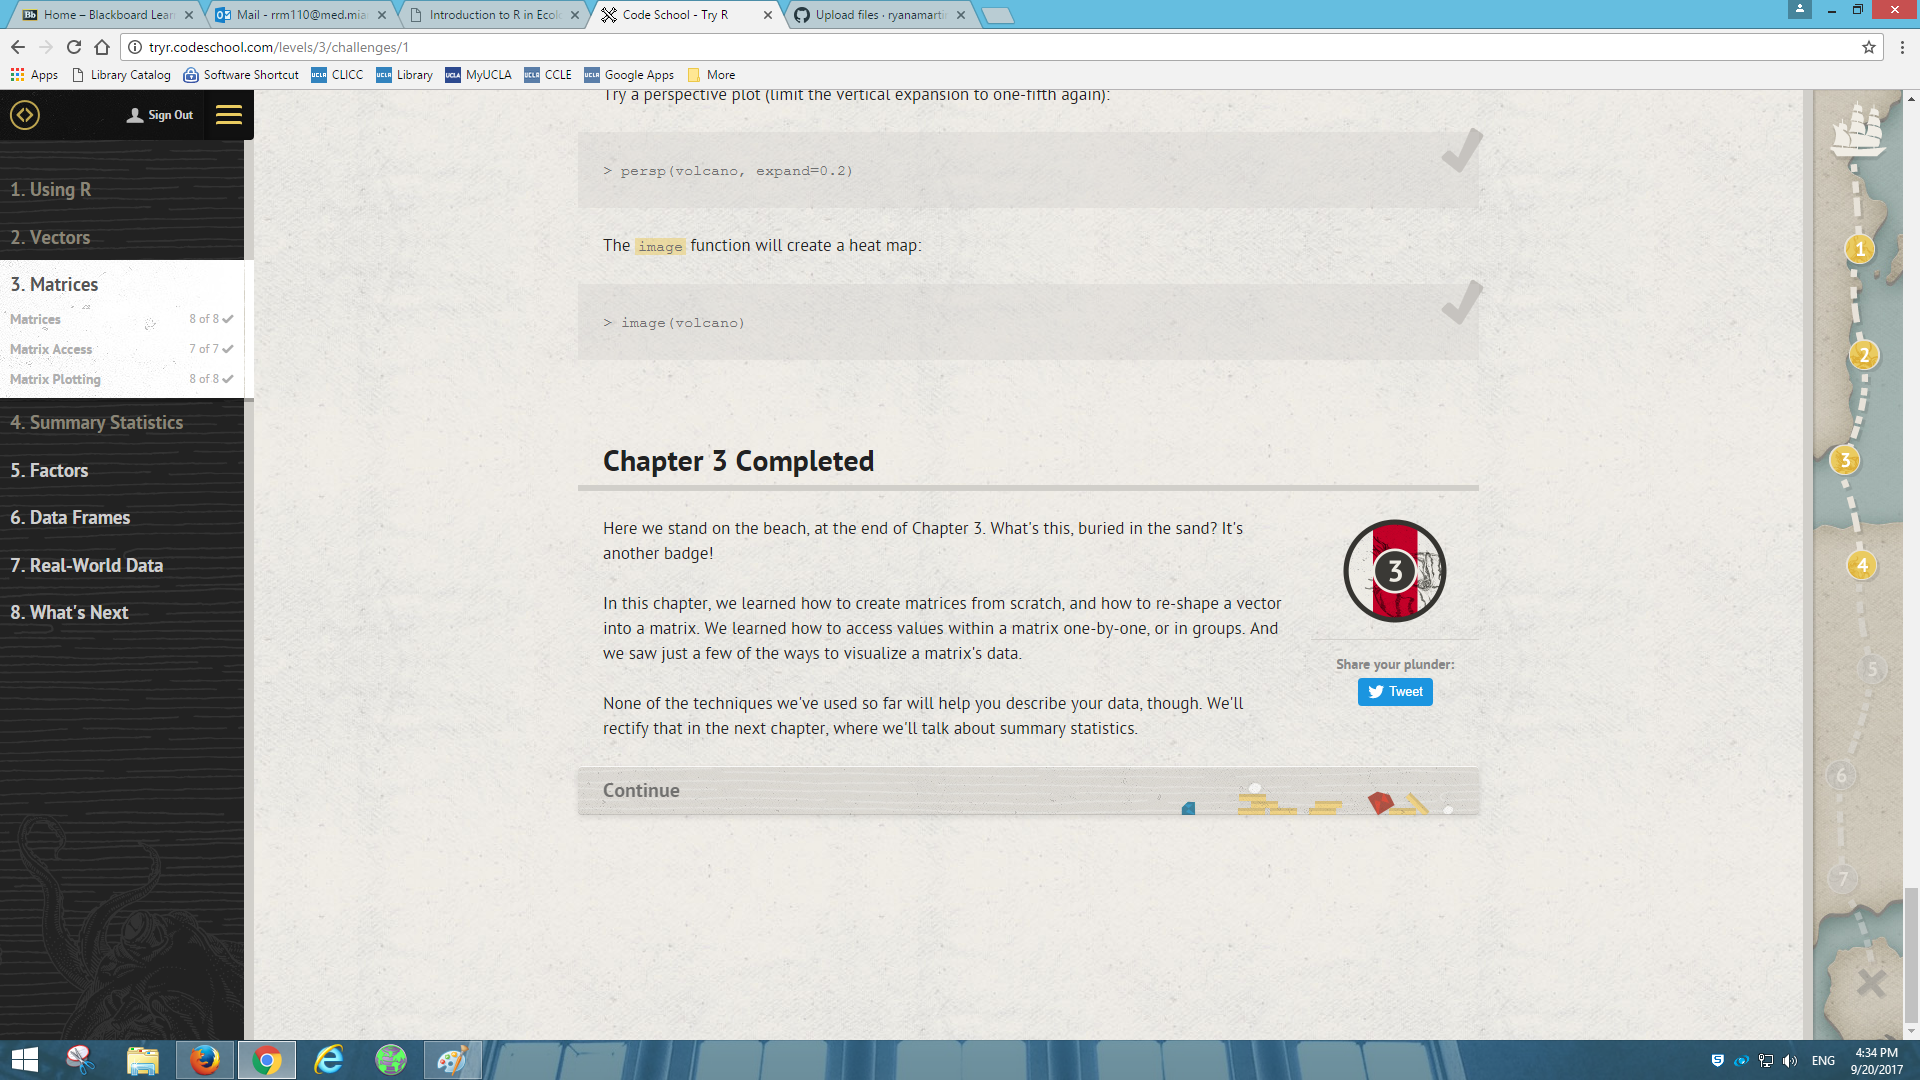 Home – Blackboard Lear
Mail - rrm110@med.mia
Introduction to R in Ecol
Code School - Try R
Upload files · ryanamarti
tryr.codeschool.com/levels/3/challenges/1
Apps
Library Catalog
Software Shortcut
UCLA CLICC
UCLA Library
UCLA MyUCLA
UCLA CCLE
UCLA Google Apps
More
Sign Out
1. Using R
2. Vectors
3. Matrices
Matrices 8 of 8
Matrix Access 7 of 7
Matrix Plotting 8 of 8
4. Summary Statistics
5. Factors
6. Data Frames
7. Real-World Data
8. What's Next
Try a perspective plot (limit the vertical expansion to one-fifth again):
> persp(volcano, expand=0.2)
The image function will create a heat map:
> image(volcano)
Chapter 3 Completed
Here we stand on the beach, at the end of Chapter 3. What's this, buried in the sand? It's
another badge!
In this chapter, we learned how to create matrices from scratch, and how to re-shape a vector
into a matrix. We learned how to access values within a matrix one-by-one, or in groups. And
we saw just a few of the ways to visualize a matrix's data.
None of the techniques we've used so far will help you describe your data, though. We'll
rectify that in the next chapter, where we'll talk about summary statistics.
3
Share your plunder:
Tweet
Continue
1
2
3
4
5
6
7
ENG
4:34 PM
9/20/2017